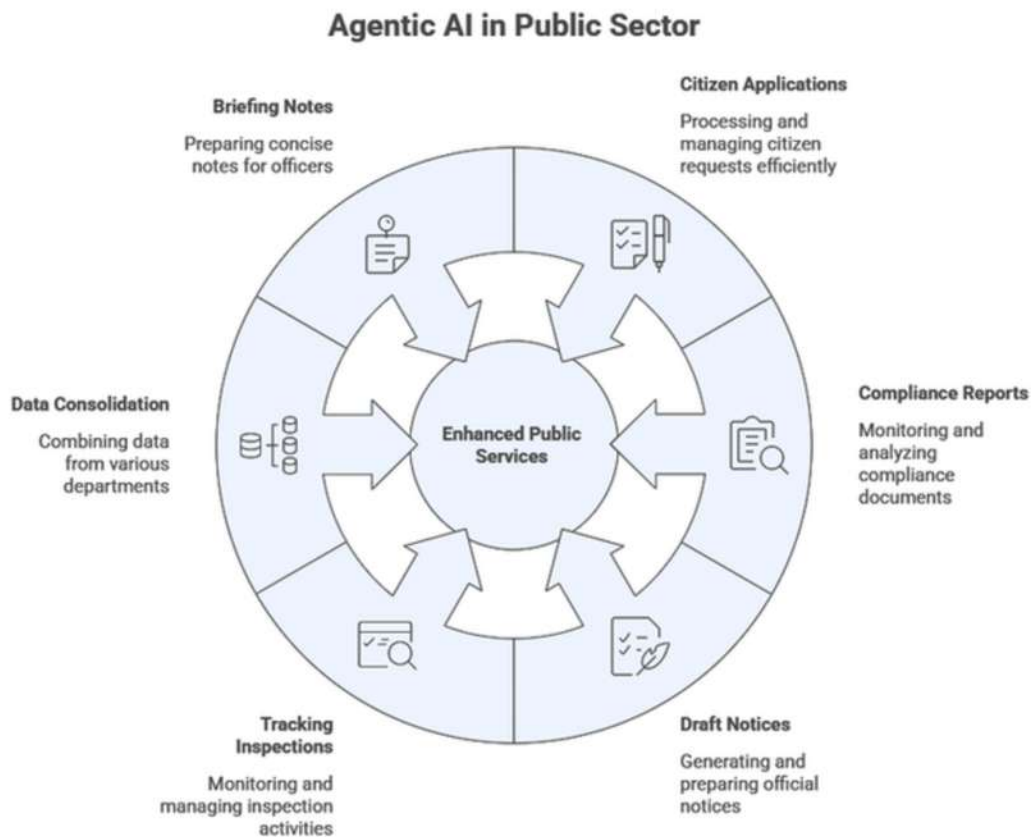 Agentic AI in Public Sector
Briefing Notes
Preparing concise
notes for officers
Citizen Applications
Processing and
managing citizen
requests efficiently
Data Consolidation
Combining data
from various
departments
Enhanced Public
Services
Compliance Reports
Monitoring and
analyzing
compliance
documents
Tracking
Inspections
Monitoring and
managing inspection
activities
Draft Notices
Generating and
preparing official
notices